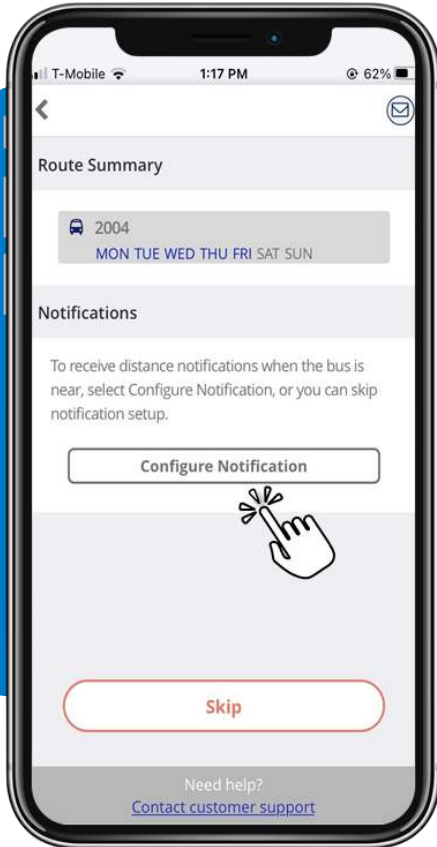 T-Mobile 1:17 PM 62%
Route Summary
2004
MON TUE WED THU FRI SAT SUN
Notifications
To receive distance notifications when the bus is
near, select Configure Notification, or you can skip
notification setup.
Configure Notification
Skip
Need help?
Contact customer support